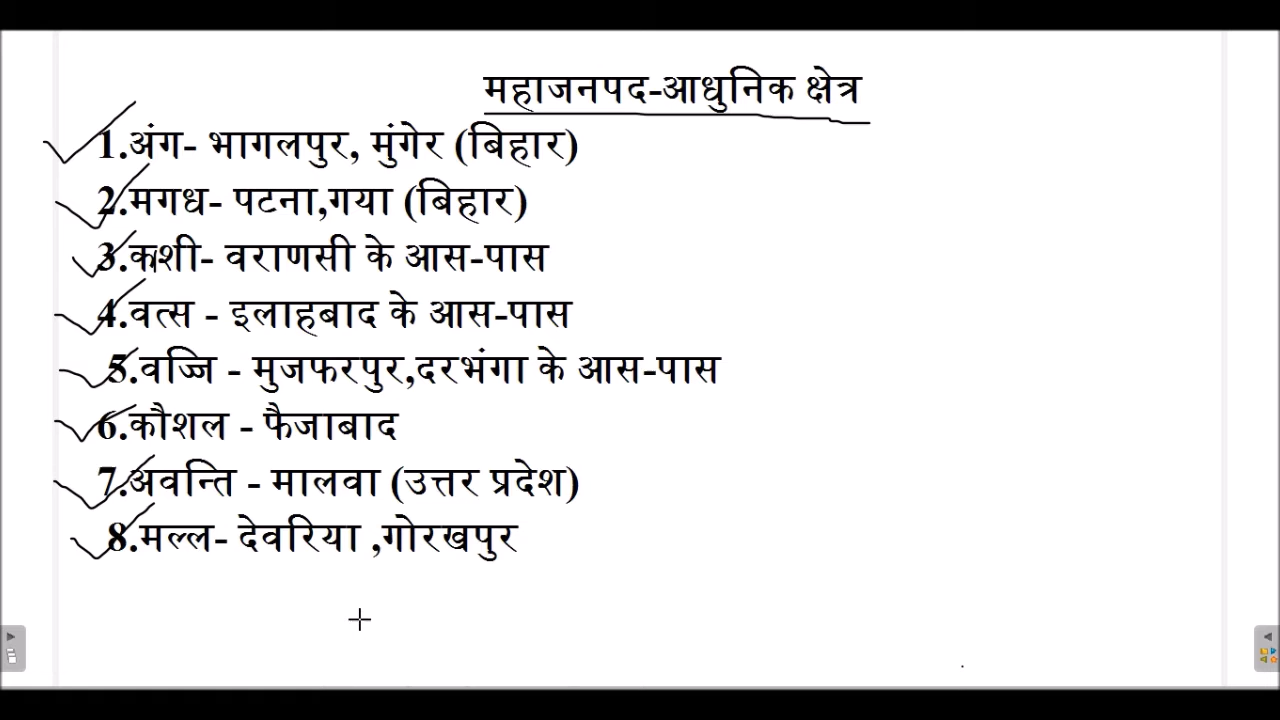 महाजनपद-आधुनिक क्षेत्र
1.अंग- भागलपुर, मुंगेर (बिहार)
2.मगध- पटना,गया (बिहार)
3.काशी- वराणसी के आस-पास
4.वत्स - इलाहबाद के आस-पास
5.वज्जि - मुजफरपुर,दरभंगा के आस-पास
6.कौशल - फैजाबाद
7.अवन्ति - मालवा (उत्तर प्रदेश)
8.मल्ल- देवरिया ,गोरखपुर